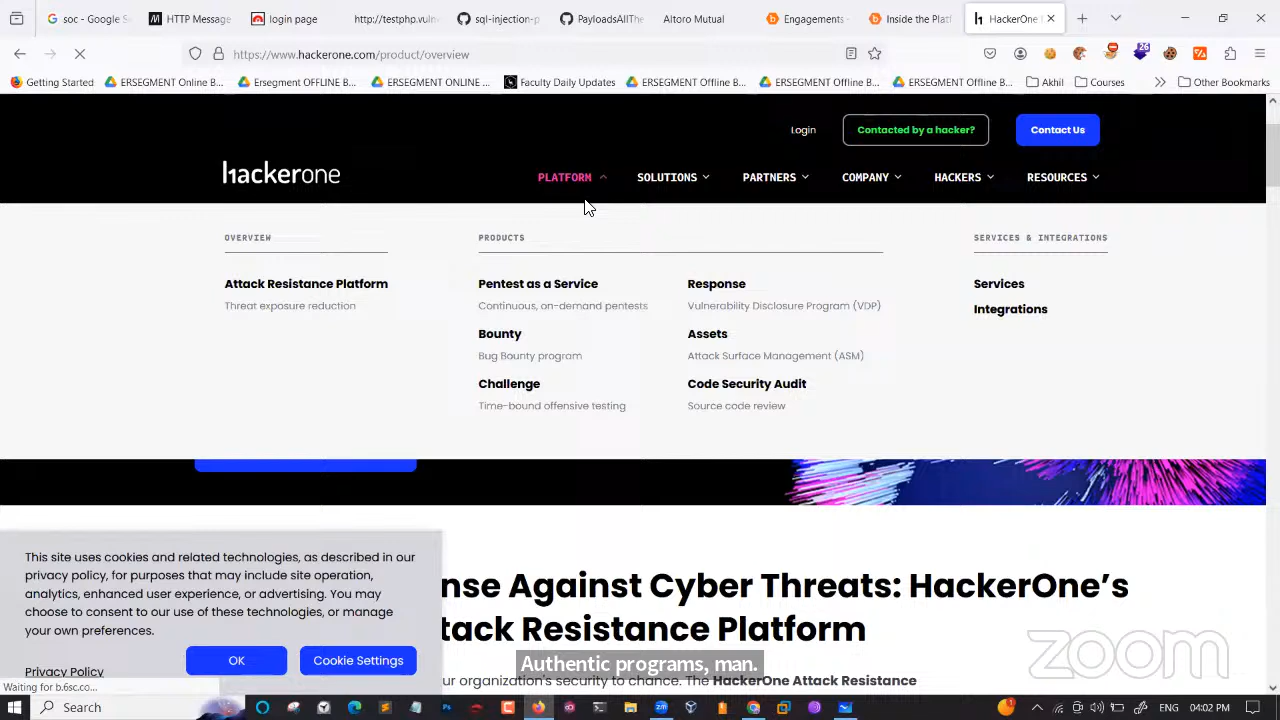 go - Google S
HTTP Message
login page
http://testphp.vuln
sql-injection-p
PayloadsAllThe
Altoro Mutual
Engagements -
Inside the Platf
HackerOne
https://www.hackerone.com/product/overview
26
Getting Started
ERSEGMENT Online B...
Ersegment OFFLINE B...
ERSEGMENT ONLINE ...
Faculty Daily Updates
ERSEGMENT Offline B...
ERSEGMENT Offline B...
ERSEGMENT Offline B...
Akhil
Courses
Other Bookmarks
Login
Contacted by a hacker?
Contact Us
hackerone
PLATFORM
SOLUTIONS
PARTNERS
COMPANY
HACKERS
RESOURCES
OVERVIEW
Attack Resistance Platform
Threat exposure reduction
PRODUCTS
Pentest as a Service
Continuous, on-demand pentests
Bounty
Bug Bounty program
Challenge
Time-bound offensive testing
Response
Vulnerability Disclosure Program (VDP)
Assets
Attack Surface Management (ASM)
Code Security Audit
Source code review
SERVICES & INTEGRATIONS
Services
Integrations
This site uses cookies and related technologies, as described in our
privacy policy, for purposes that may include site operation,
analytics, enhanced user experience, or advertising. You may
choose to consent to our use of these technologies, or manage
your own preferences.
OK
Cookie Settings
Privacy Policy
nse Against Cyber Threats: HackerOne's
tack Resistance Platform
ur organization's security to chance. The HackerOne Attack Resistance
Authentic programs, man.
zoom
Waiting for b.6sc.co...
Search
ENG
04:02 PM